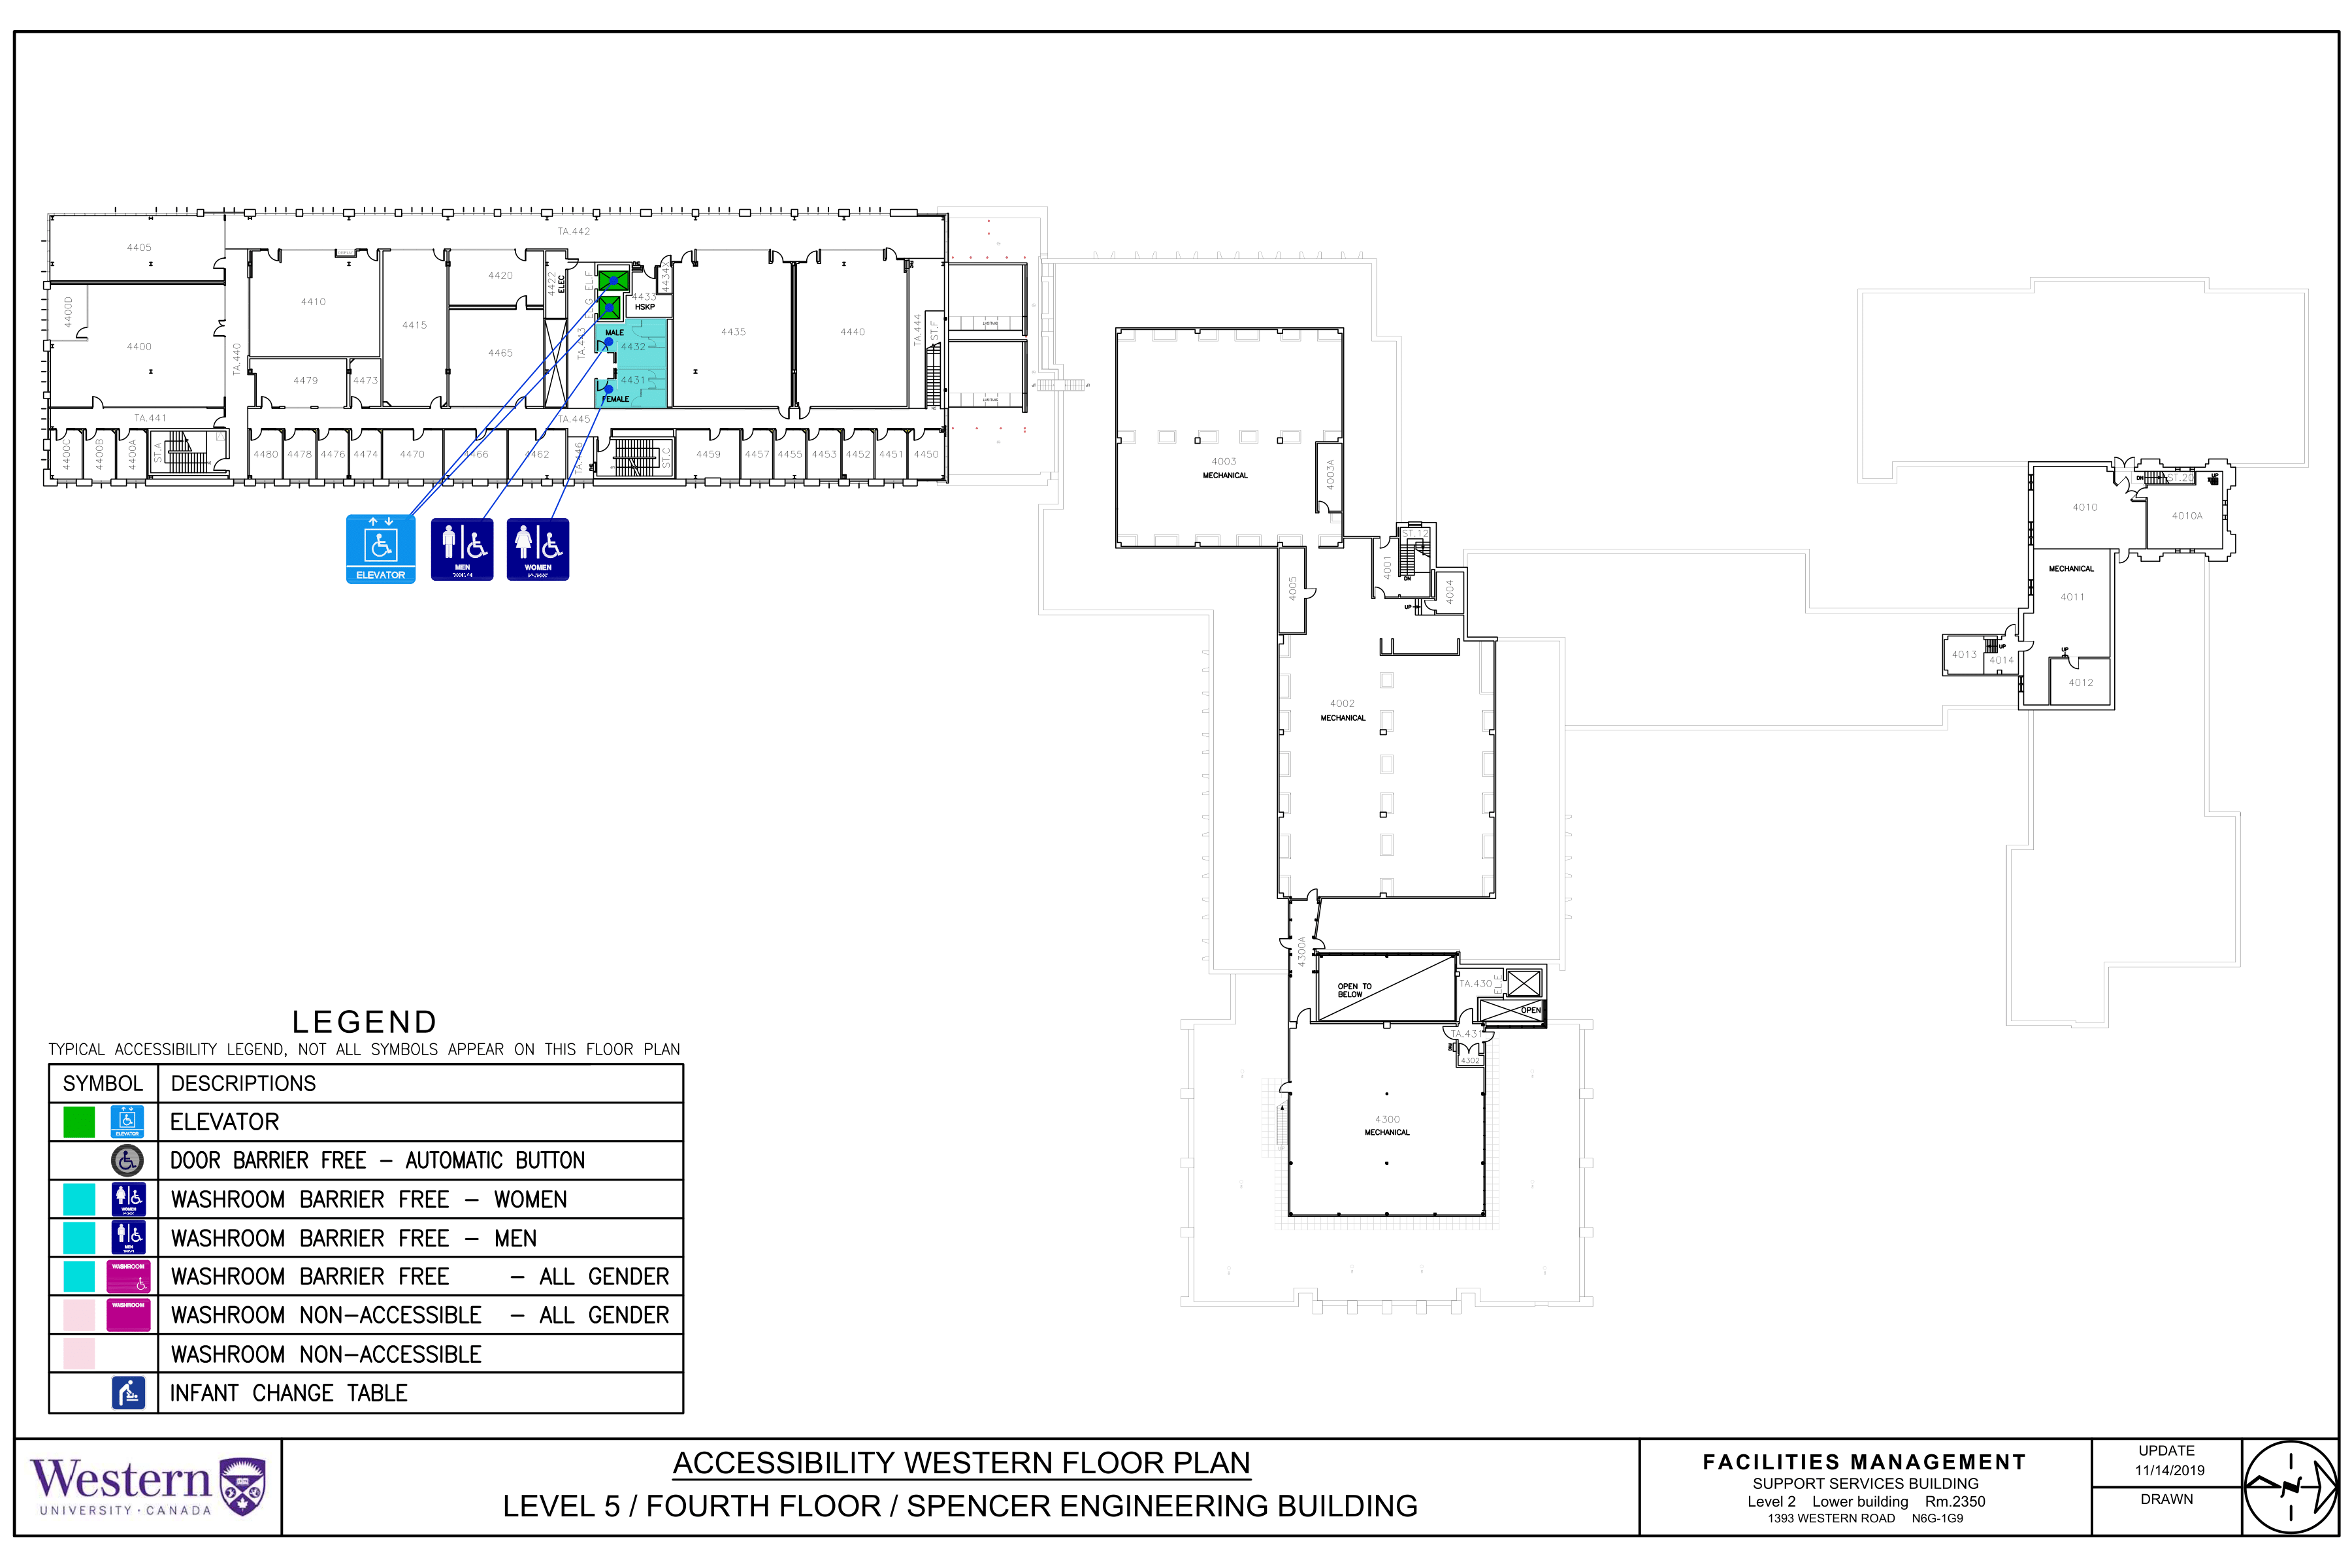 TA.442
4405
4400D
4400
TA.440
4410
4415
4420
4422
ELEC
4465
4479
4473
TA.443
EL.G
EL.F
4434X
4433
HSKP
MALE
4432
4431
FEMALE
4435
4440
TA.444
ST.F
TA.441
TA.445
4400C
4400B
4400A
ST.A
4480
4478
4476
4474
4470
4466
4462
TA.446
ST.C
4459
4457
4455
4453
4452
4451
4450
ELEVATOR
MEN
WOMEN
4003
MECHANICAL
4003A
4005
4001
ST.12
DN
UP
4004
4002
MECHANICAL
4300A
OPEN TO
BELOW
TA.430
EL.E
OPEN
TA.431
4302
4300
MECHANICAL
4010
DN
ST.20
UP
4010A
MECHANICAL
4011
4013
UP
4014
UP
4012
LEGEND
TYPICAL ACCESSIBILITY LEGEND, NOT ALL SYMBOLS APPEAR ON THIS FLOOR PLAN
SYMBOL DESCRIPTIONS
ELEVATOR ELEVATOR
DOOR BARRIER FREE - AUTOMATIC BUTTON
WOMEN WASHROOM BARRIER FREE - WOMEN
MEN WASHROOM BARRIER FREE - MEN
WASHROOM WASHROOM BARRIER FREE - ALL GENDER
WASHROOM WASHROOM NON-ACCESSIBLE - ALL GENDER
WASHROOM NON-ACCESSIBLE
INFANT CHANGE TABLE
Western
UNIVERSITY · CANADA
ACCESSIBILITY WESTERN FLOOR PLAN
LEVEL 5 / FOURTH FLOOR / SPENCER ENGINEERING BUILDING
FACILITIES MANAGEMENT
SUPPORT SERVICES BUILDING
Level 2 Lower building Rm.2350
1393 WESTERN ROAD N6G-1G9
UPDATE
11/14/2019
DRAWN
N